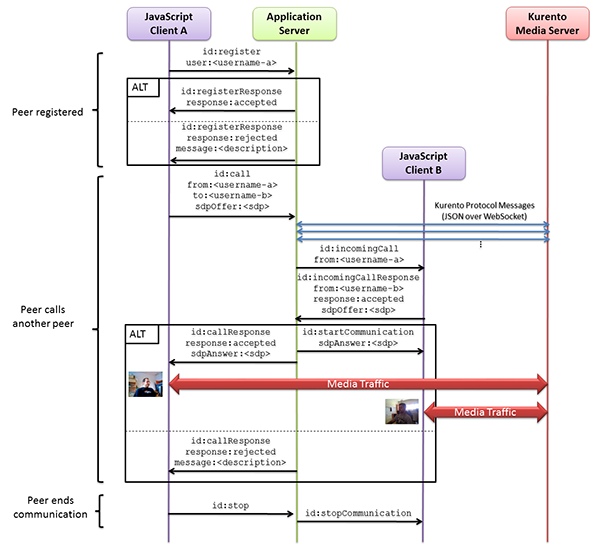 JavaScript
Client A
Application
Server
Kurento
Media Server
id:register
user:<username-a>
ALT
id:registerResponse
response:accepted
Peer registered
id:registerResponse
response:rejected
message:<description>
JavaScript
Client B
id:call
from:<username-a>
to:<username-b>
sdpOffer:<sdp>
Kurento Protocol Messages
(JSON over WebSocket)
id:incomingCall
from:<username-a>
id:incomingCallResponse
from:<username-b>
response:accepted
sdpOffer:<sdp>
Peer calls
another peer
ALT
id:callResponse
response:accepted
sdpAnswer:<sdp>
id:startCommunication
sdpAnswer:<sdp>
Media Traffic
Media Traffic
id:callResponse
response:rejected
message:<description>
Peer ends
communication
id:stop
id:stopCommunication